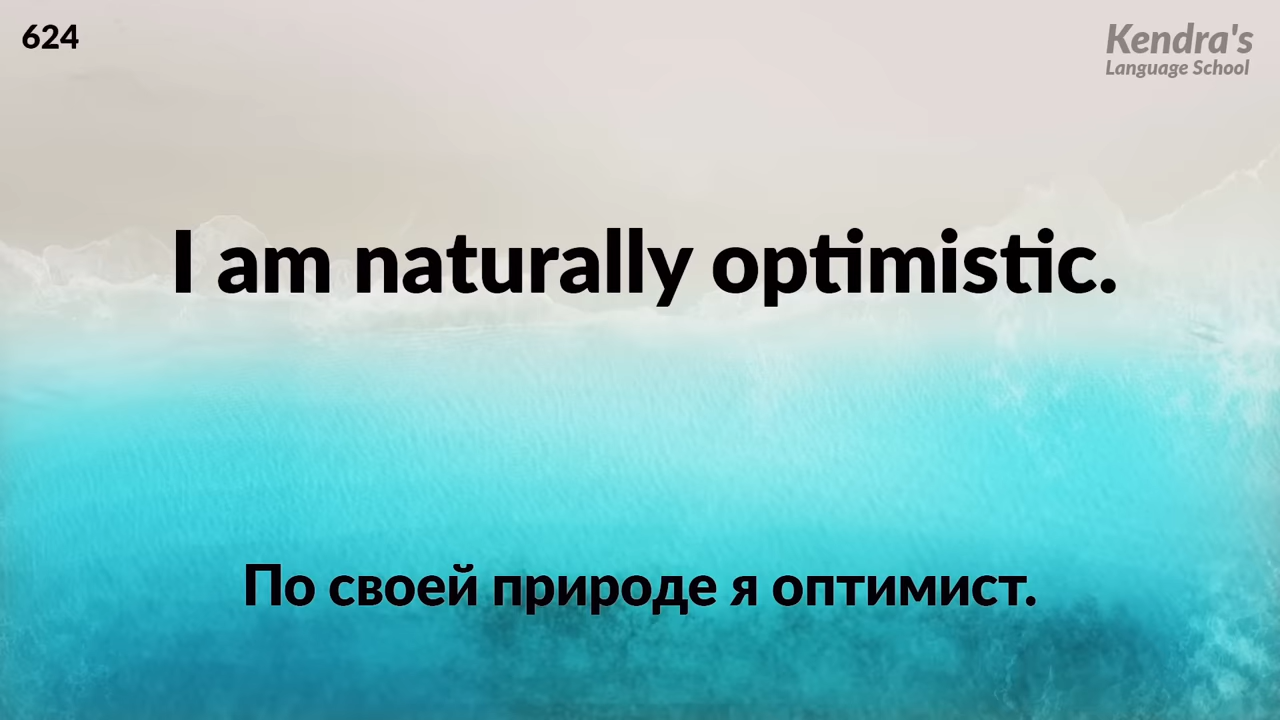 624
Kendra's
Language School
I am naturally optimistic.
По своей природе я оптимист.